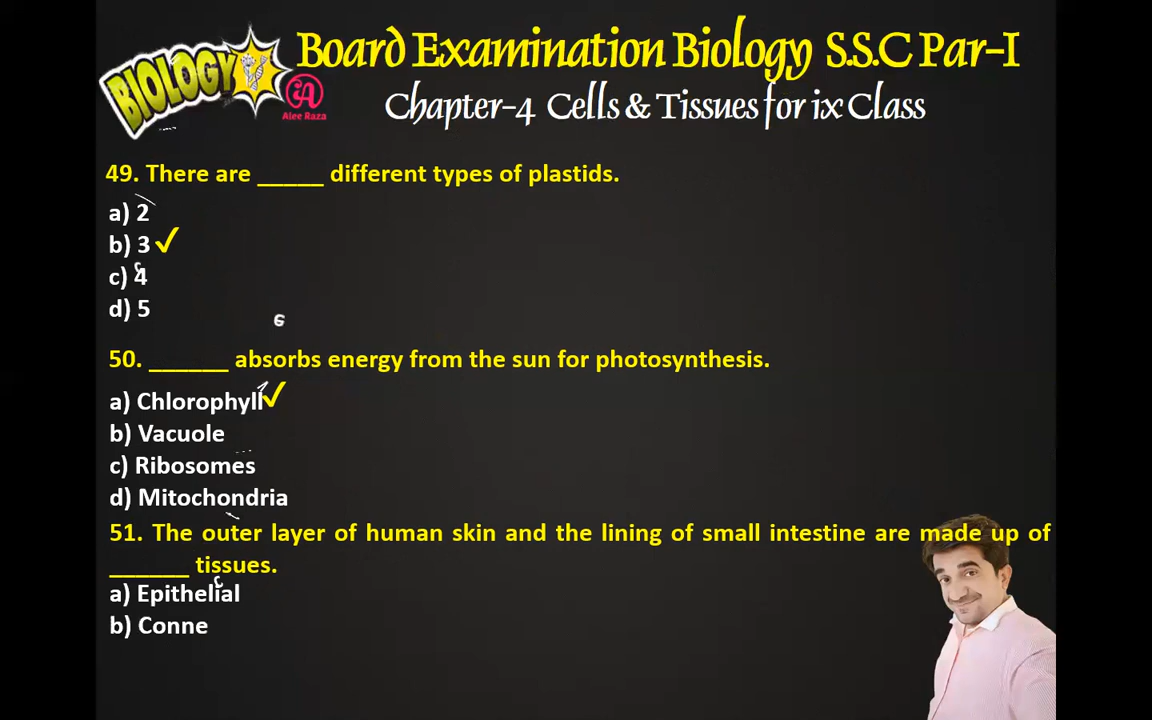 BIOLOGY
Alee Raza
Board Examination Biology S.S.C Par-I
Chapter-4 Cells & Tissues for ix Class
49. There are _____ different types of plastids.
a) 2
b) 3 ✓
c) 4
d) 5
50. ______ absorbs energy from the sun for photosynthesis.
a) Chlorophyll ✓
b) Vacuole
c) Ribosomes
d) Mitochondria
51. The outer layer of human skin and the lining of small intestine are made up of
______ tissues.
a) Epithelial
b) Conne